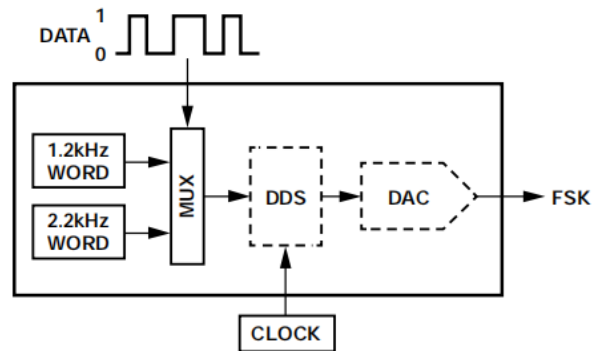 1
DATA
0
1.2kHz
WORD
2.2kHz
WORD
MUX
DDS
DAC
FSK
CLOCK